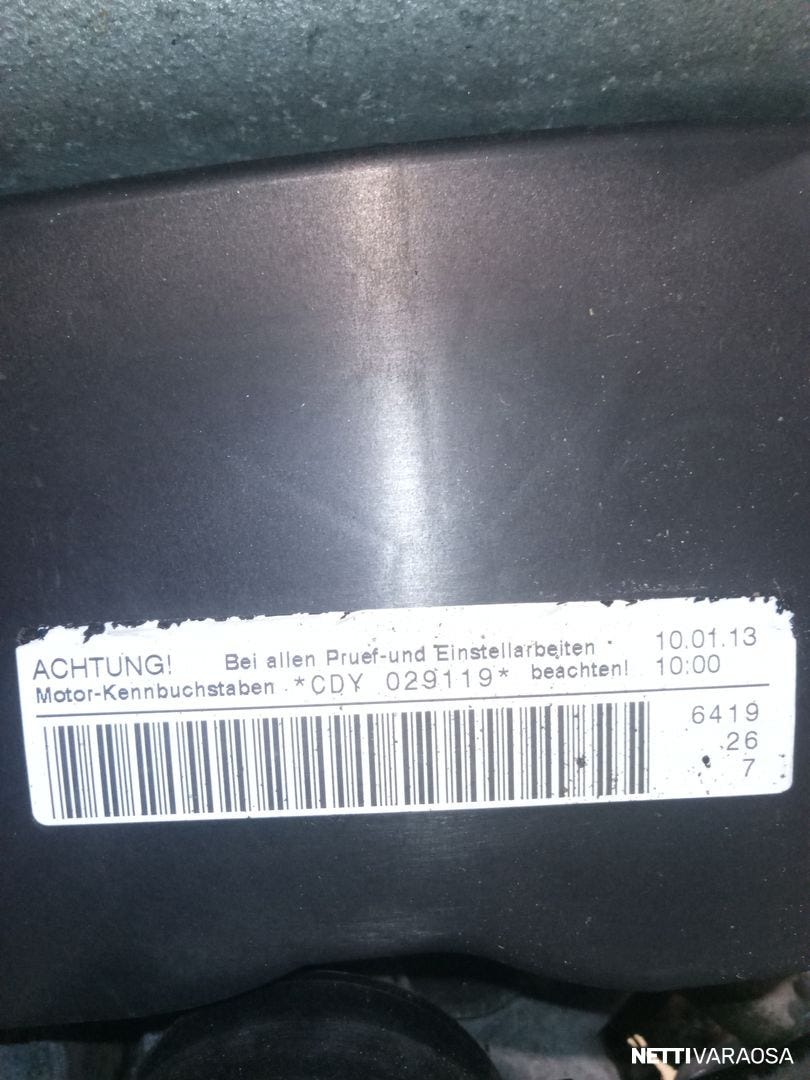 ACHTUNG! Bei allen Pruef-und Einstellarbeiten 10.01.13
Motor-Kennbuchstaben *CDY 029119* beachten! 10:00
6419
26
7
NETTIVARAOSA